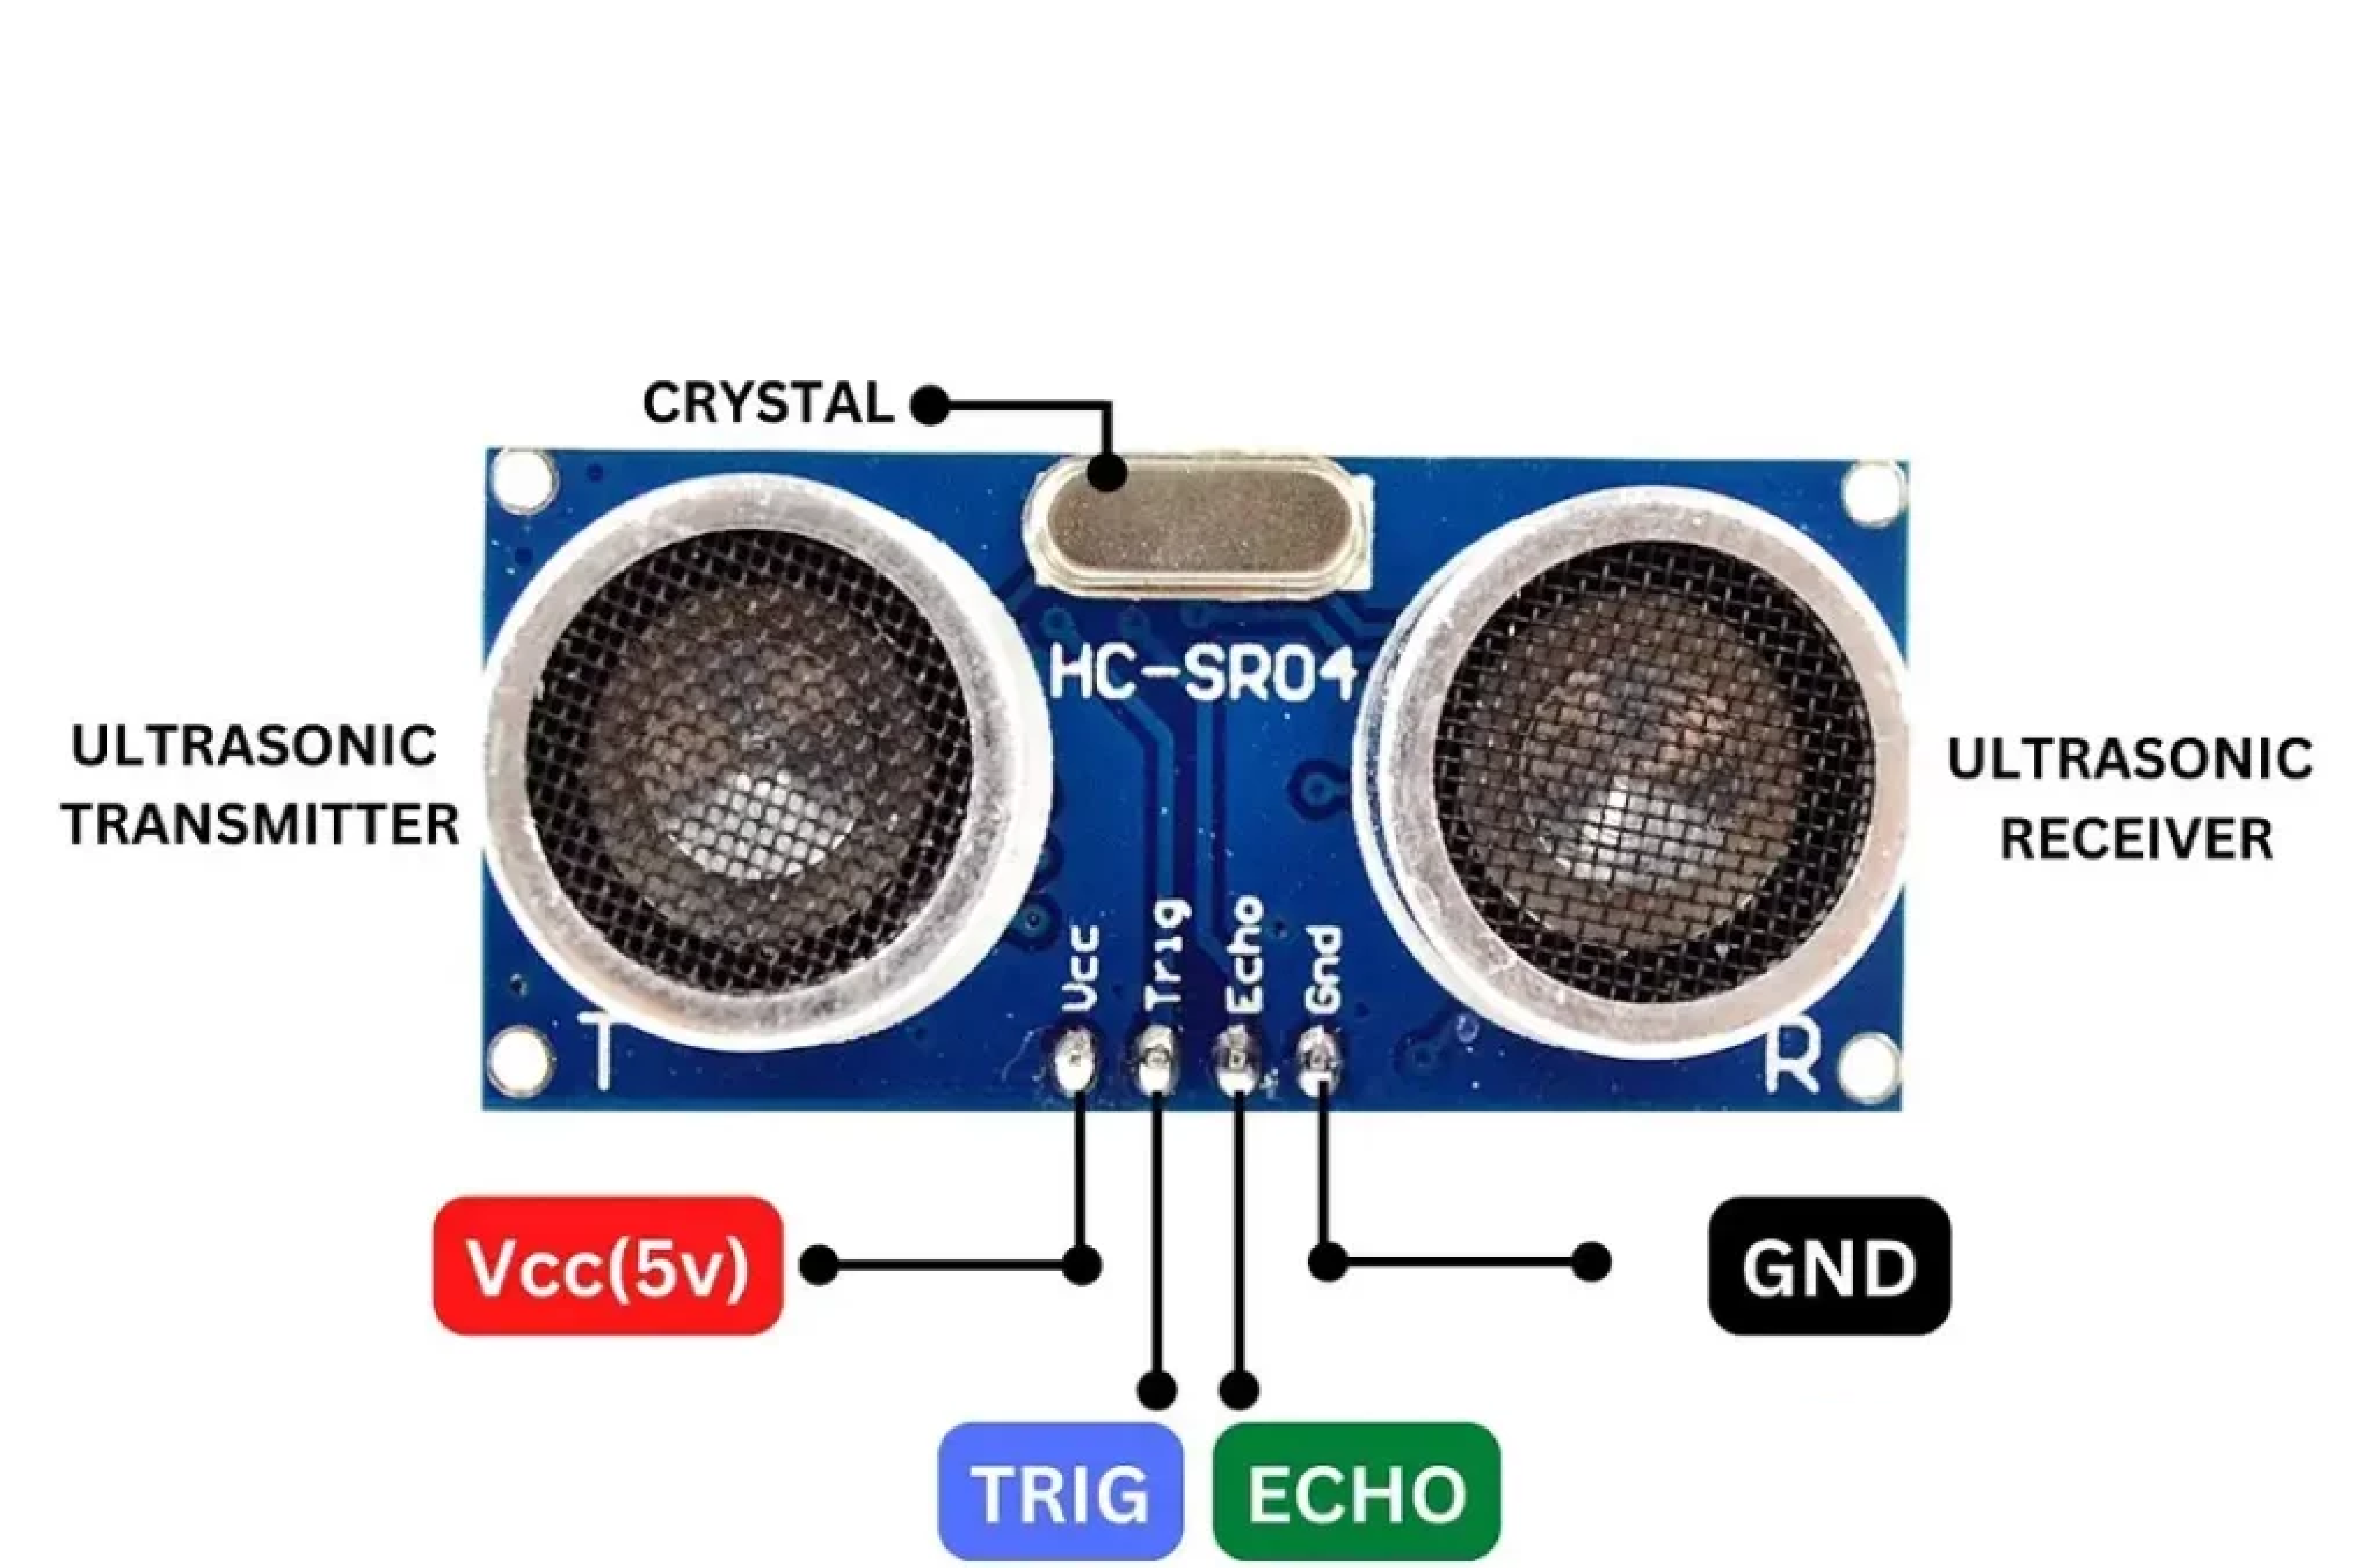 CRYSTAL
HC-SR04
ULTRASONIC
TRANSMITTER
ULTRASONIC
RECEIVER
Vcc
Trig
Echo
Gnd
T
R
Vcc(5v)
GND
TRIG
ECHO